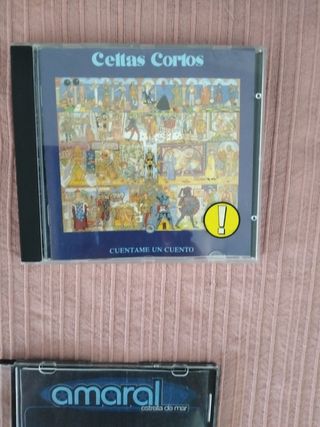 Celtas Cortos
!
CUENTAME UN CUENTO
amaral
estrella de mar